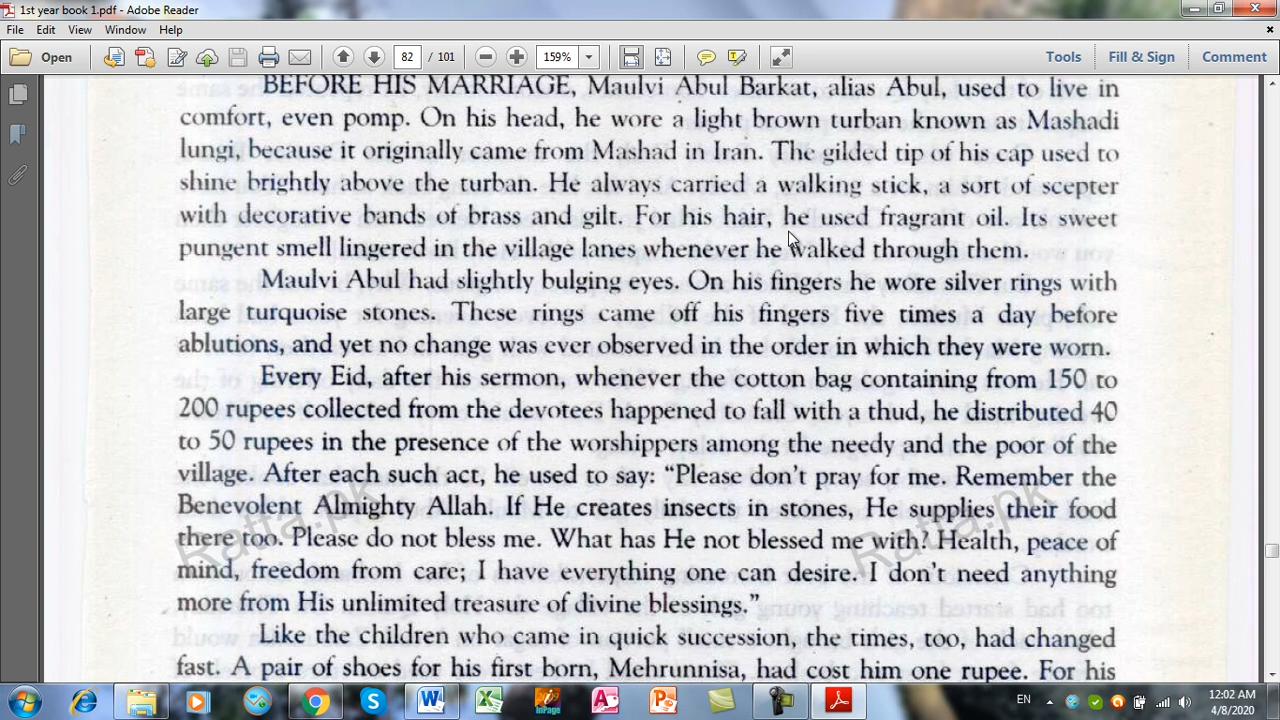 1st year book 1.pdf - Adobe Reader
File Edit View Window Help
Open 82 / 101 159% Tools Fill & Sign Comment
BEFORE HIS MARRIAGE, Maulvi Abul Barkat, alias Abul, used to live in
comfort, even pomp. On his head, he wore a light brown turban known as Mashadi
lungi, because it originally came from Mashad in Iran. The gilded tip of his cap used to
shine brightly above the turban. He always carried a walking stick, a sort of scepter
with decorative bands of brass and gilt. For his hair, he used fragrant oil. Its sweet
pungent smell lingered in the village lanes whenever he walked through them.
Maulvi Abul had slightly bulging eyes. On his fingers he wore silver rings with
large turquoise stones. These rings came off his fingers five times a day before
ablutions, and yet no change was ever observed in the order in which they were worn.
Every Eid, after his sermon, whenever the cotton bag containing from 150 to
200 rupees collected from the devotees happened to fall with a thud, he distributed 40
to 50 rupees in the presence of the worshippers among the needy and the poor of the
village. After each such act, he used to say: “Please don't pray for me. Remember the
Benevolent Almighty Allah. If He creates insects in stones, He supplies their food
there too. Please do not bless me. What has He not blessed me with? Health, peace of
mind, freedom from care; I have everything one can desire. I don't need anything
more from His unlimited treasure of divine blessings.”
Like the children who came in quick succession, the times, too, had changed
fast. A pair of shoes for his first born, Mehrunnisa, had cost him one rupee. For his
Ratta.pk
Ratta.pk
InPage
EN 12:02 AM
4/8/2020